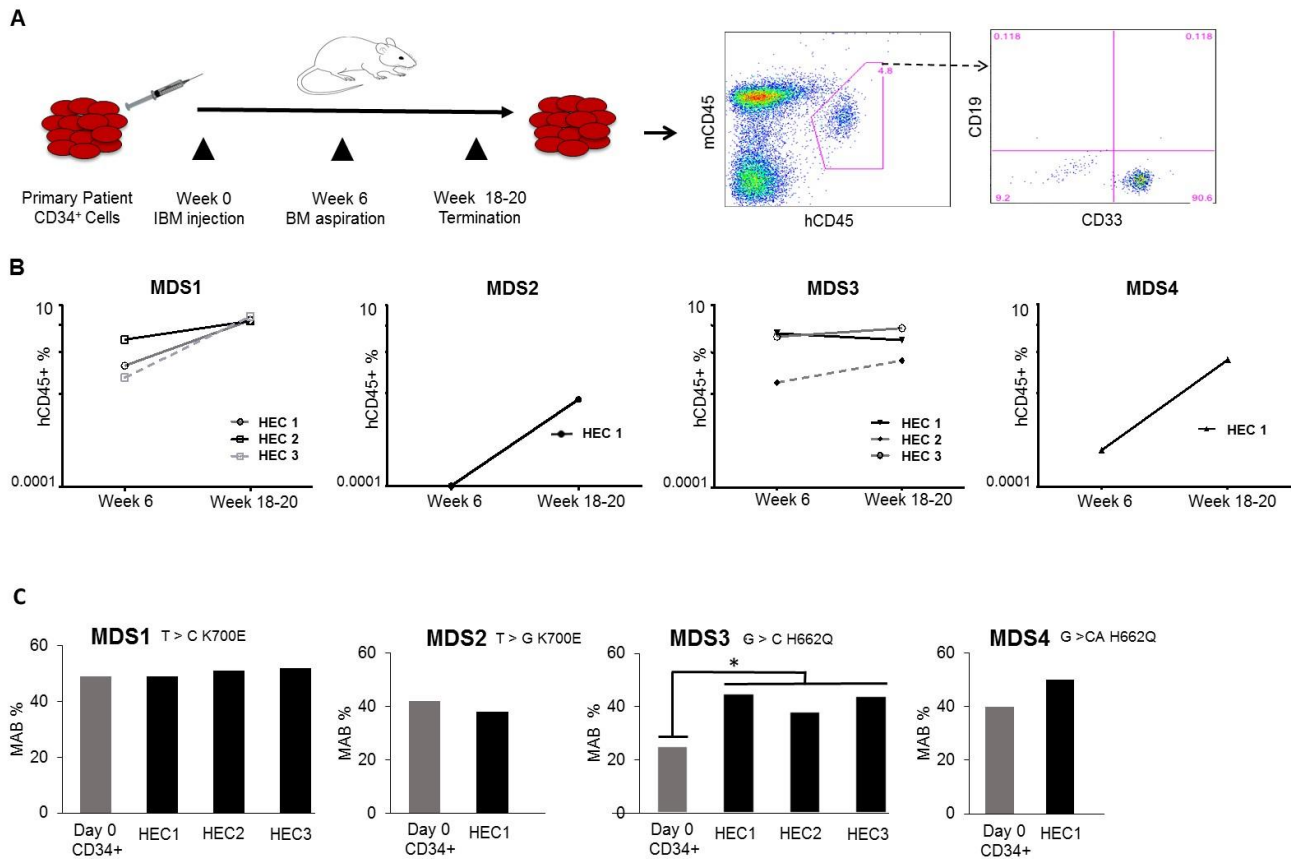 A
Primary Patient
CD34+ Cells
Week 0
IBM injection
Week 6
BM aspiration
Week 18-20
Termination
mCD45
4.8
hCD45
0.118
0.118
CD19
9.2
90.6
CD33
B
MDS1
10
hCD45+ %
0.0001
HEC 1
HEC 2
HEC 3
Week 6
Week 18-20
MDS2
10
hCD45+ %
0.0001
HEC 1
Week 6
Week 18-20
MDS3
10
hCD45+ %
0.0001
HEC 1
HEC 2
HEC 3
Week 6
Week 18-20
MDS4
10
hCD45+ %
0.0001
HEC 1
Week 6
Week 18-20
C
MDS1 T > C K700E
60
40
20
0
MAB %
Day 0
CD34+
HEC1
HEC2
HEC3
MDS2 T > G K700E
60
40
20
0
MAB %
Day 0
CD34+
HEC1
MDS3 G > C H662Q
*
60
40
20
0
MAB %
Day 0
CD34+
HEC1
HEC2
HEC3
MDS4 G >CA H662Q
60
40
20
0
MAB %
Day 0
CD34+
HEC1